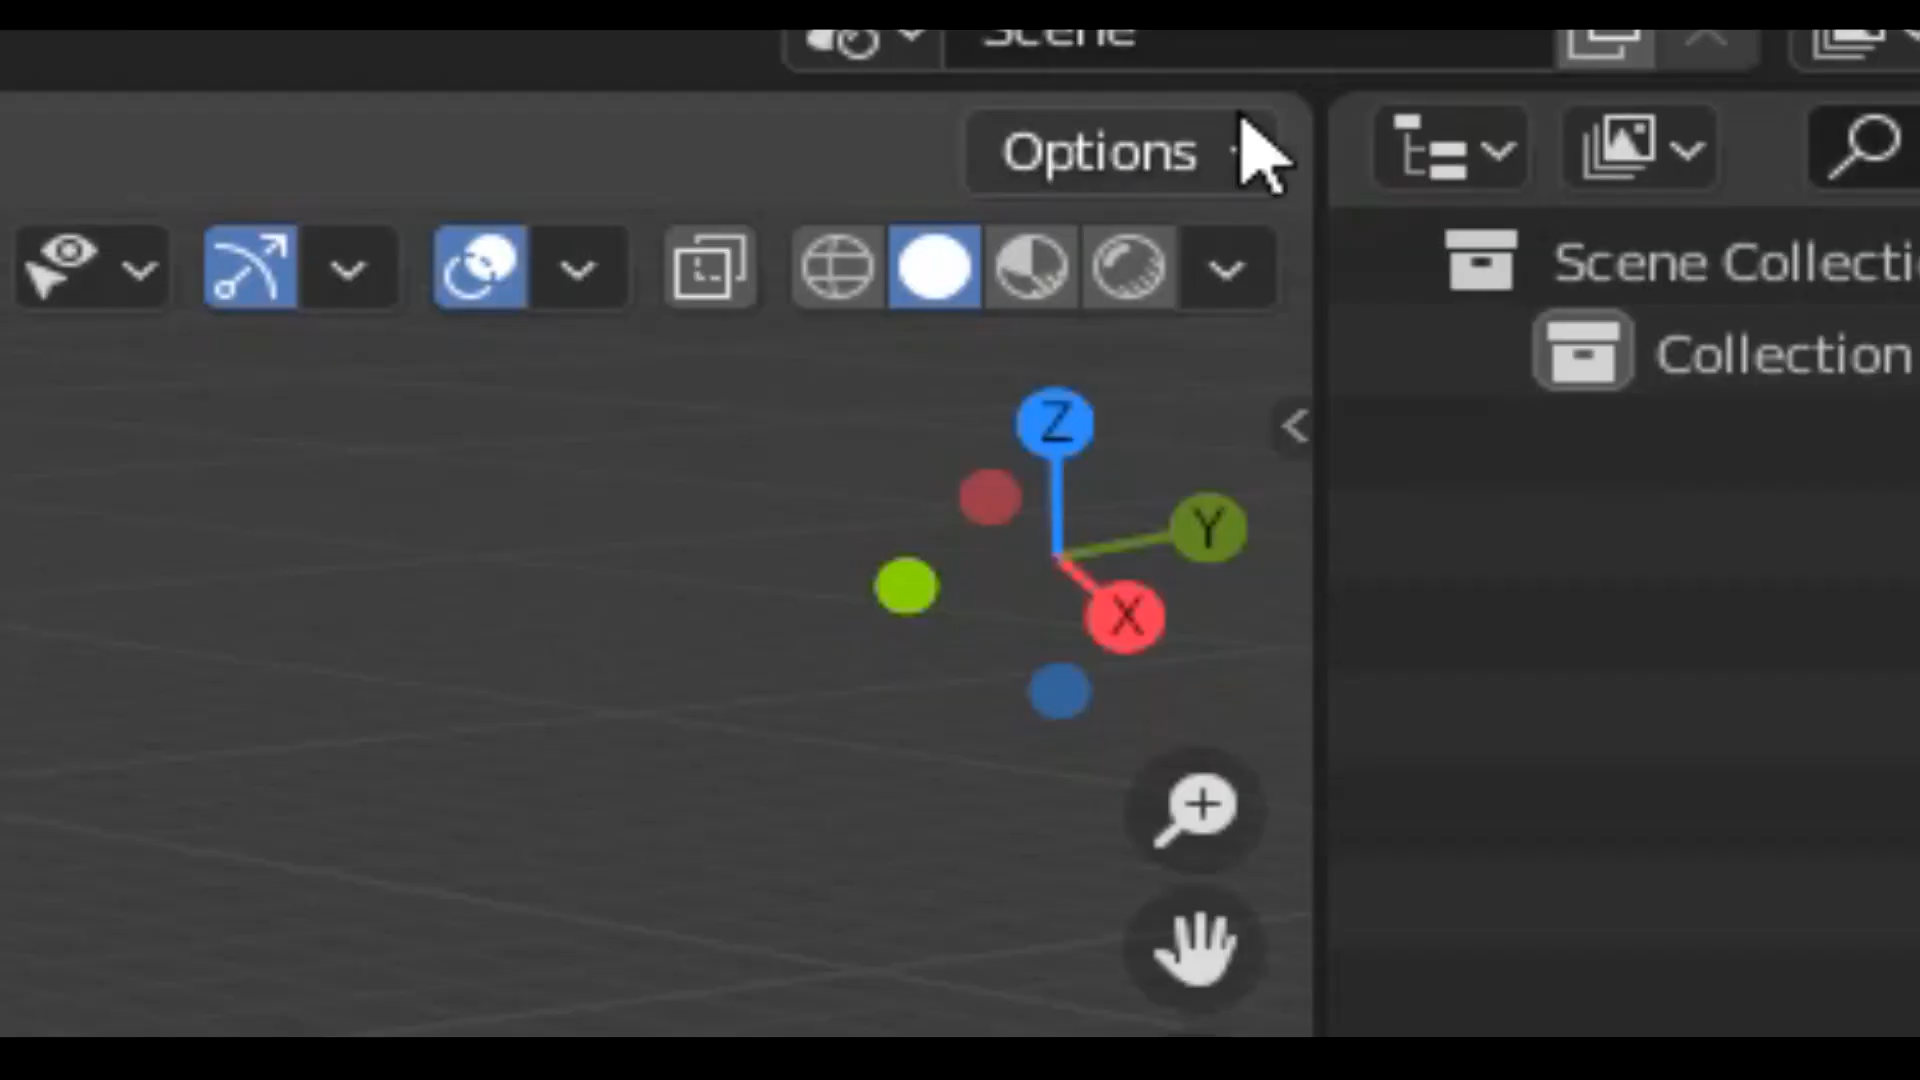 Scene
Options
Scene Collecti
Collection
Z
Y
X